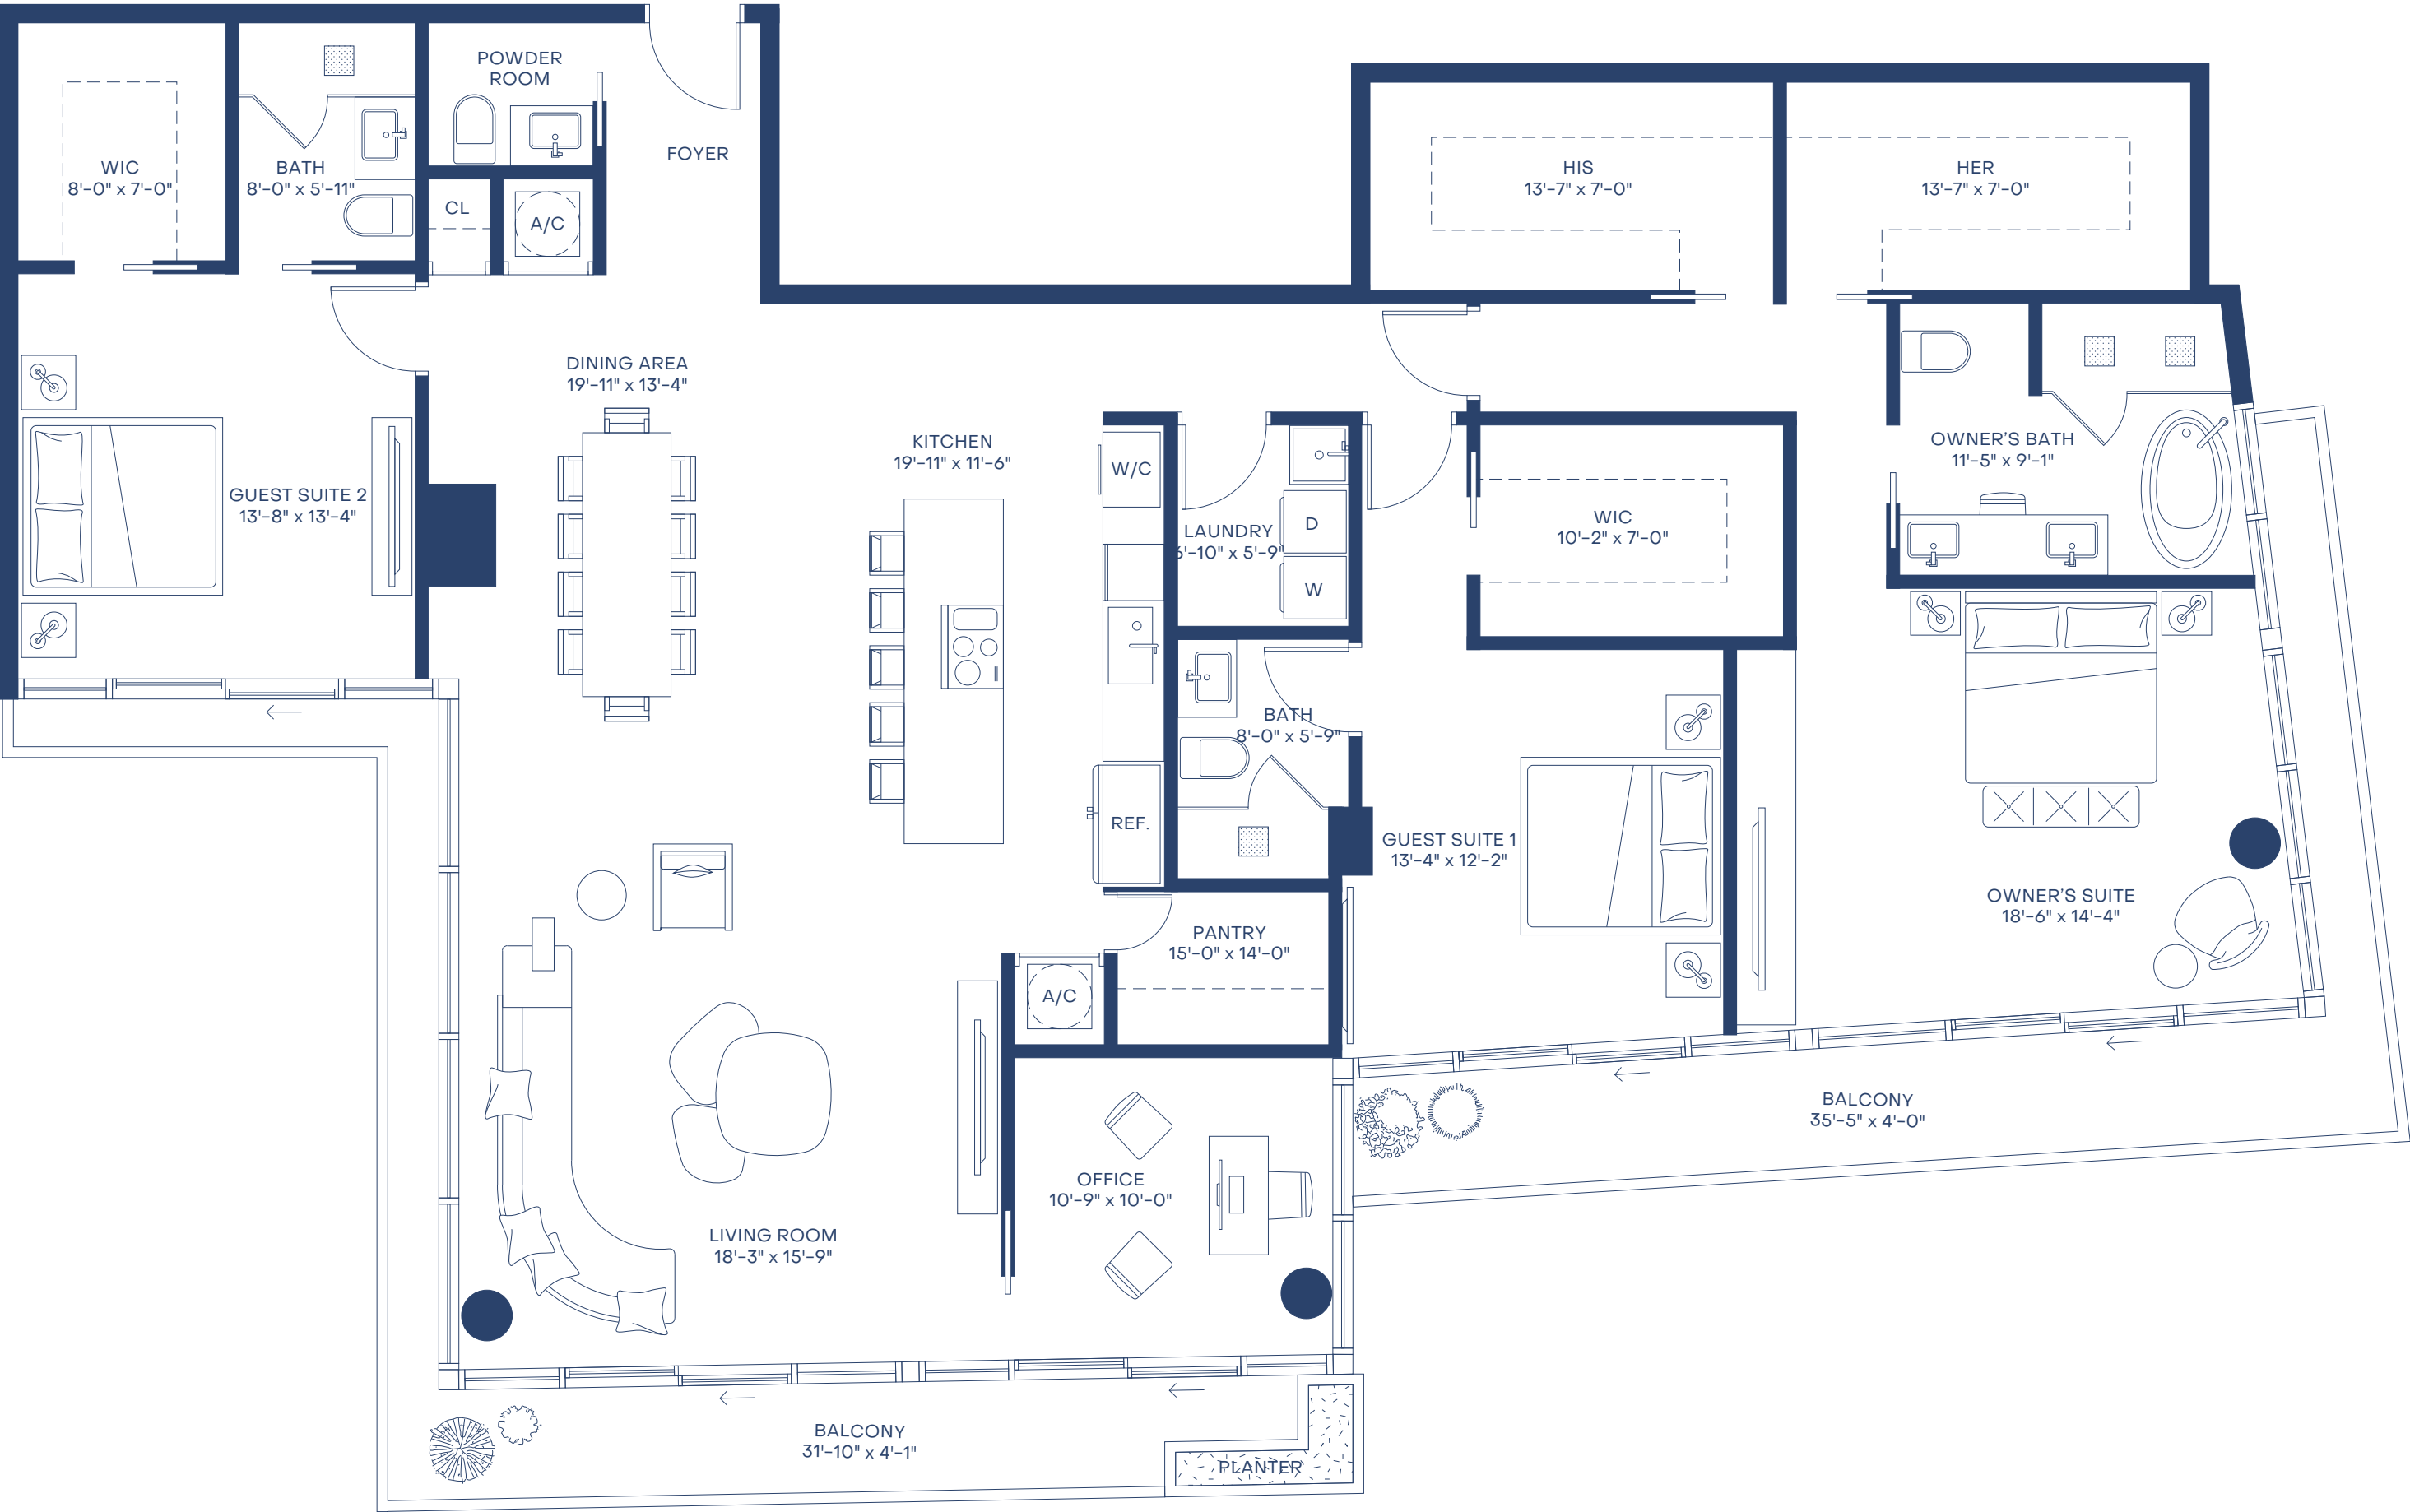 POWDER
ROOM
FOYER
WIC
8'-0" x 7'-0"
BATH
8'-0" x 5'-11"
CL
A/C
HIS
13'-7" x 7'-0"
HER
13'-7" x 7'-0"
DINING AREA
19'-11" x 13'-4"
KITCHEN
19'-11" x 11'-6"
W/C
GUEST SUITE 2
13'-8" x 13'-4"
LAUNDRY
6'-10" x 5'-9"
D
W
WIC
10'-2" x 7'-0"
OWNER'S BATH
11'-5" x 9'-1"
BATH
8'-0" x 5'-9"
REF.
GUEST SUITE 1
13'-4" x 12'-2"
OWNER'S SUITE
18'-6" x 14'-4"
PANTRY
15'-0" x 14'-0"
A/C
BALCONY
35'-5" x 4'-0"
OFFICE
10'-9" x 10'-0"
LIVING ROOM
18'-3" x 15'-9"
BALCONY
31'-10" x 4'-1"
PLANTER